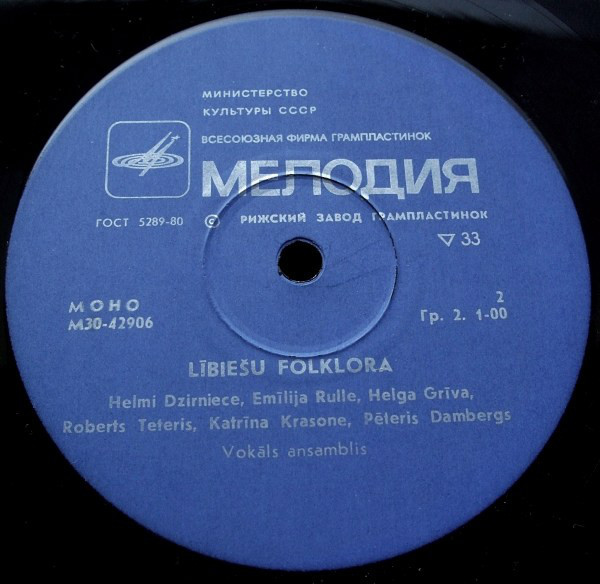 МИНИСТЕРСТВО
КУЛЬТУРЫ СССР
ВСЕСОЮЗНАЯ ФИРМА ГРАМПЛАСТИНОК
МЕЛОДИЯ
ГОСТ 5289-80 © РИЖСКИЙ ЗАВОД ГРАМПЛАСТИНОК
▽ 33
МОНО
М30-42906
2
Гр. 2. 1-00
LĪBIEŠU FOLKLORA
Helmi Dzirniece, Emīlija Rulle, Helga Grīva,
Roberts Teteris, Katrīna Krasone, Pēteris Dambergs
Vokāls ansamblis